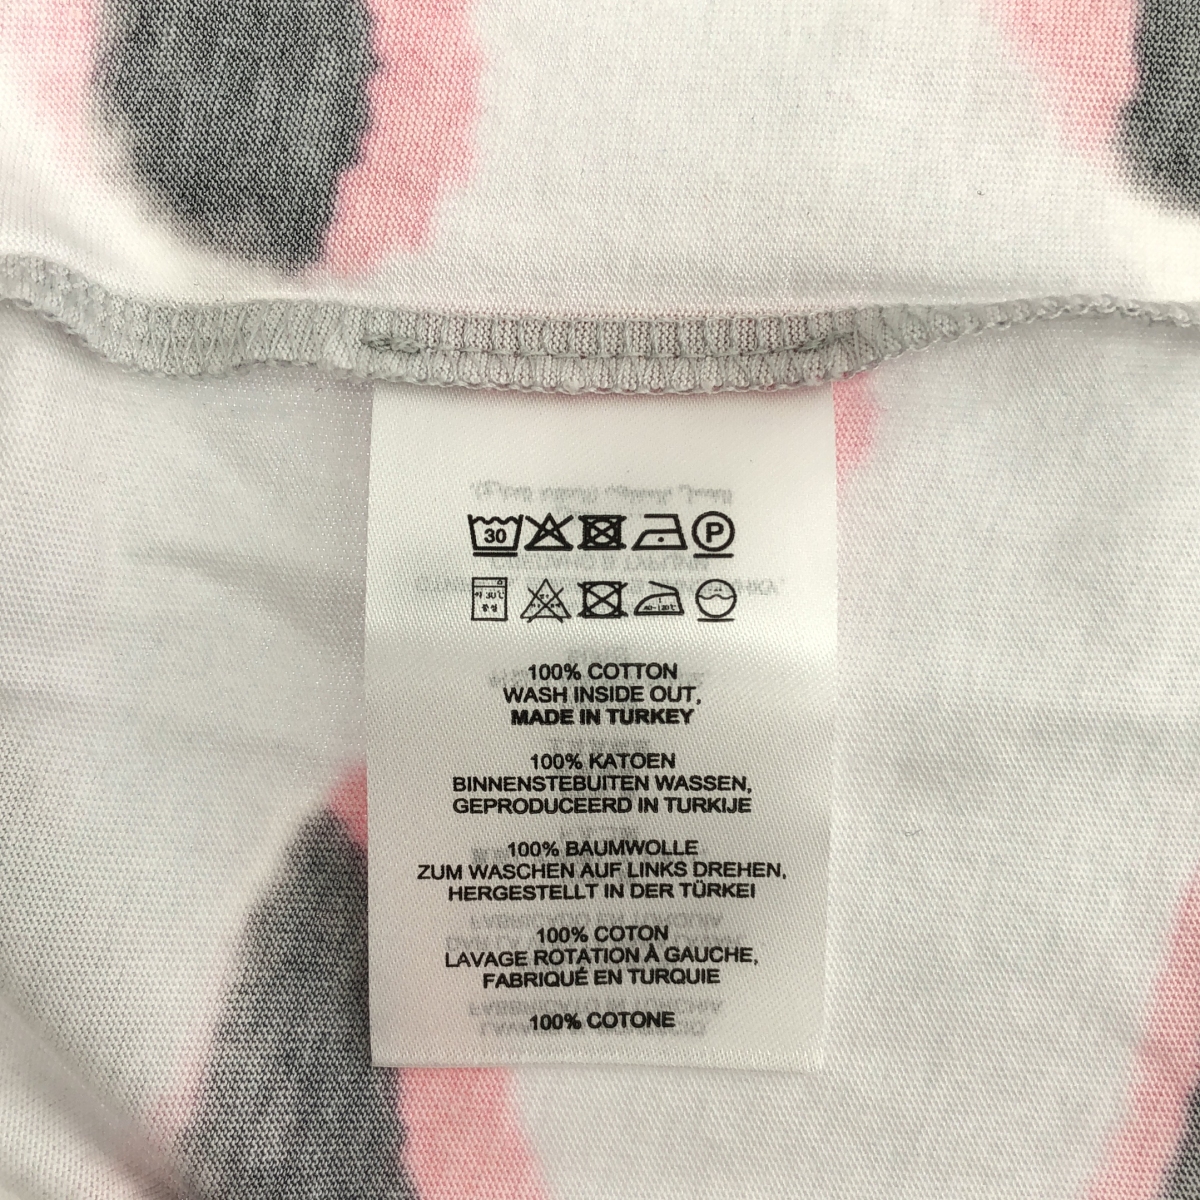 30 P
100% COTTON
WASH INSIDE OUT,
MADE IN TURKEY
100% KATOEN
BINNENSTEBUITEN WASSEN,
GEPRODUCEERD IN TURKIJE
100% BAUMWOLLE
ZUM WASCHEN AUF LINKS DREHEN,
HERGESTELLT IN DER TÜRKEI
100% COTON
LAVAGE ROTATION À GAUCHE,
FABRIQUÉ EN TURQUIE
100% COTONE